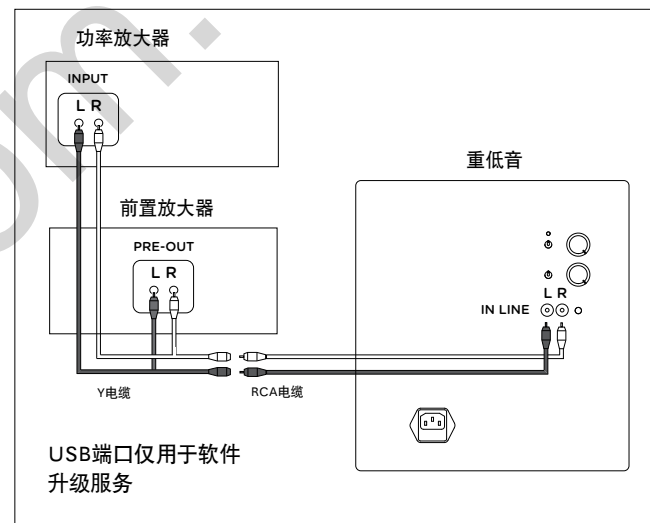 功率放大器
INPUT
L R
重低音
前置放大器
PRE-OUT
L R
L R
IN LINE
Y电缆
RCA电缆
USB端口仅用于软件
升级服务
om.